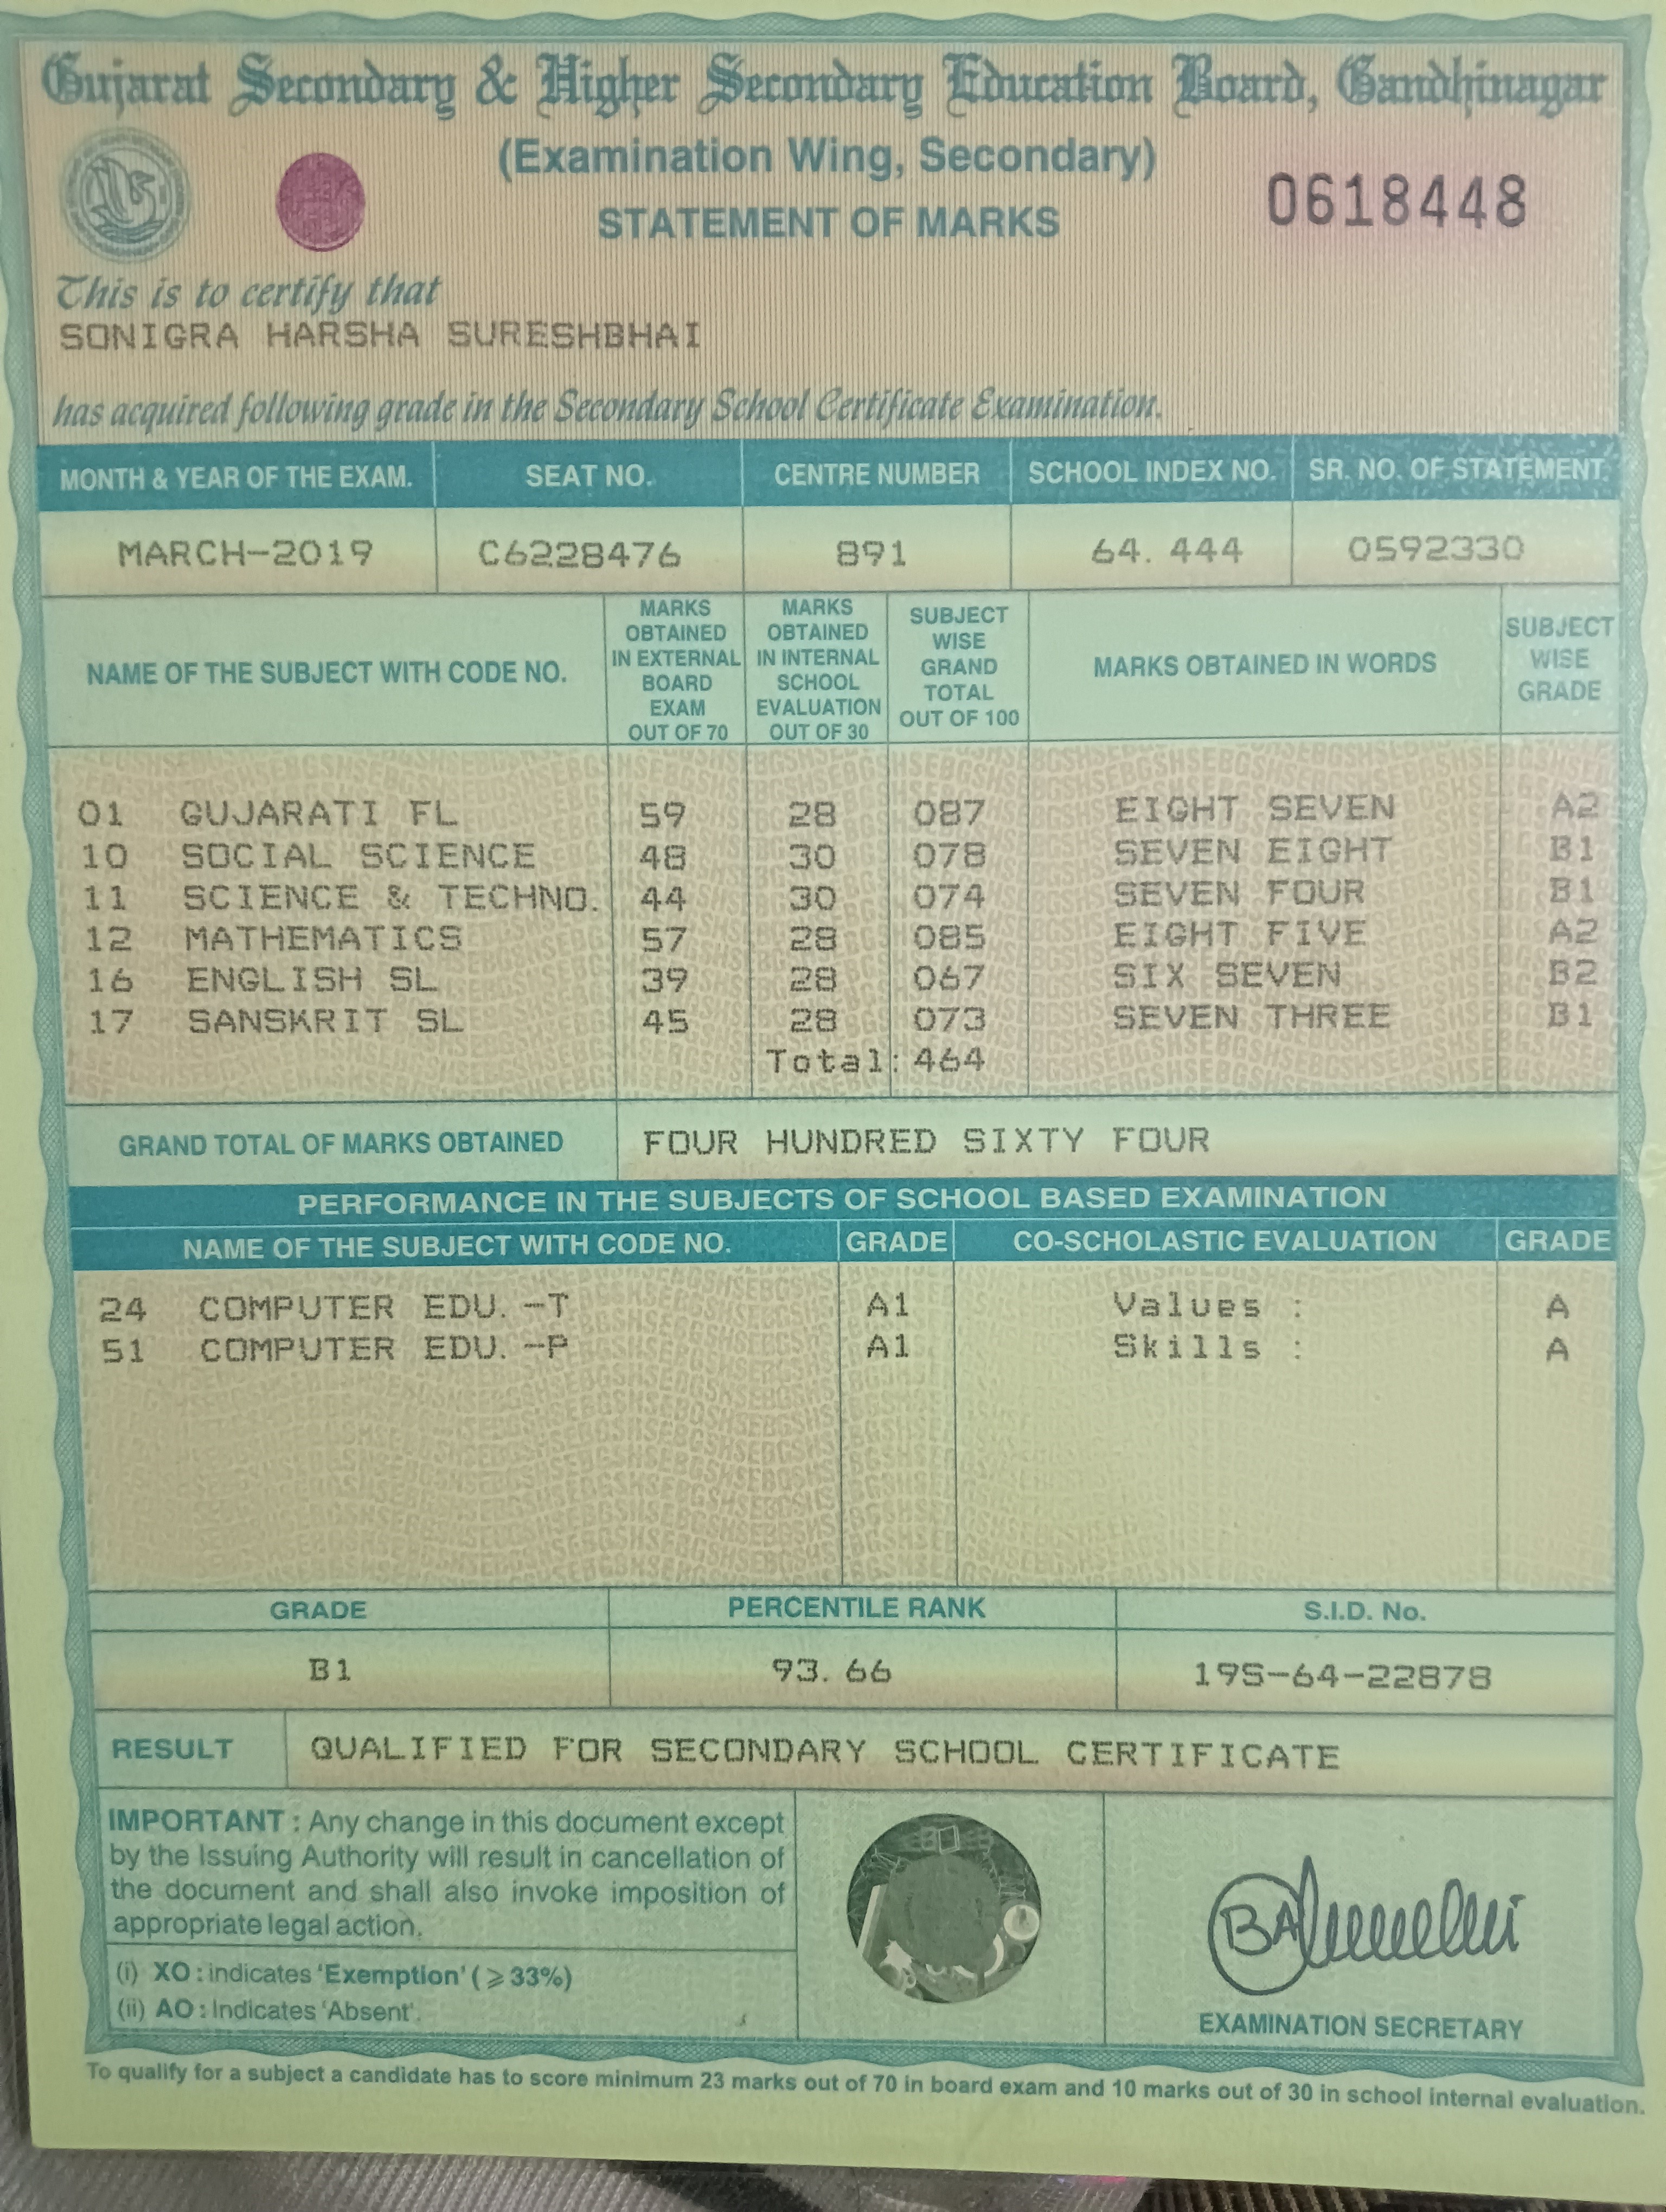 Gujarat Secondary & Higher Secondary Education Board, Gandhinagar
(Examination Wing, Secondary)
STATEMENT OF MARKS
0618448
This is to certify that
SONIGRA HARSHA SURESHBHAI
has acquired following grade in the Secondary School Certificate Examination.
MONTH & YEAR OF THE EXAM. SEAT NO. CENTRE NUMBER SCHOOL INDEX NO. SR. NO. OF STATEMENT
MARCH-2019 C6228476 891 64.444 0592330
NAME OF THE SUBJECT WITH CODE NO. MARKS OBTAINED IN EXTERNAL BOARD EXAM OUT OF 70 MARKS OBTAINED IN INTERNAL SCHOOL EVALUATION OUT OF 30 SUBJECT WISE GRAND TOTAL OUT OF 100 MARKS OBTAINED IN WORDS SUBJECT WISE GRADE
01 GUJARATI FL 59 28 087 EIGHT SEVEN A2
10 SOCIAL SCIENCE 48 30 078 SEVEN EIGHT B1
11 SCIENCE & TECHNO. 44 30 074 SEVEN FOUR B1
12 MATHEMATICS 57 28 085 EIGHT FIVE A2
16 ENGLISH SL 39 28 067 SIX SEVEN B2
17 SANSKRIT SL 45 28 073 SEVEN THREE B1
Total: 464
GRAND TOTAL OF MARKS OBTAINED FOUR HUNDRED SIXTY FOUR
PERFORMANCE IN THE SUBJECTS OF SCHOOL BASED EXAMINATION
NAME OF THE SUBJECT WITH CODE NO. GRADE CO-SCHOLASTIC EVALUATION GRADE
24 COMPUTER EDU. -T A1 Values : A
51 COMPUTER EDU. -P A1 Skills : A
GRADE PERCENTILE RANK S.I.D. No.
B1 93.66 19S-64-22878
RESULT QUALIFIED FOR SECONDARY SCHOOL CERTIFICATE
IMPORTANT : Any change in this document except
by the Issuing Authority will result in cancellation of
the document and shall also invoke imposition of
appropriate legal action.
(i) XO : indicates 'Exemption' (⩾ 33%)
(ii) AO : Indicates 'Absent'.
EXAMINATION SECRETARY
To qualify for a subject a candidate has to score minimum 23 marks out of 70 in board exam and 10 marks out of 30 in school internal evaluation.